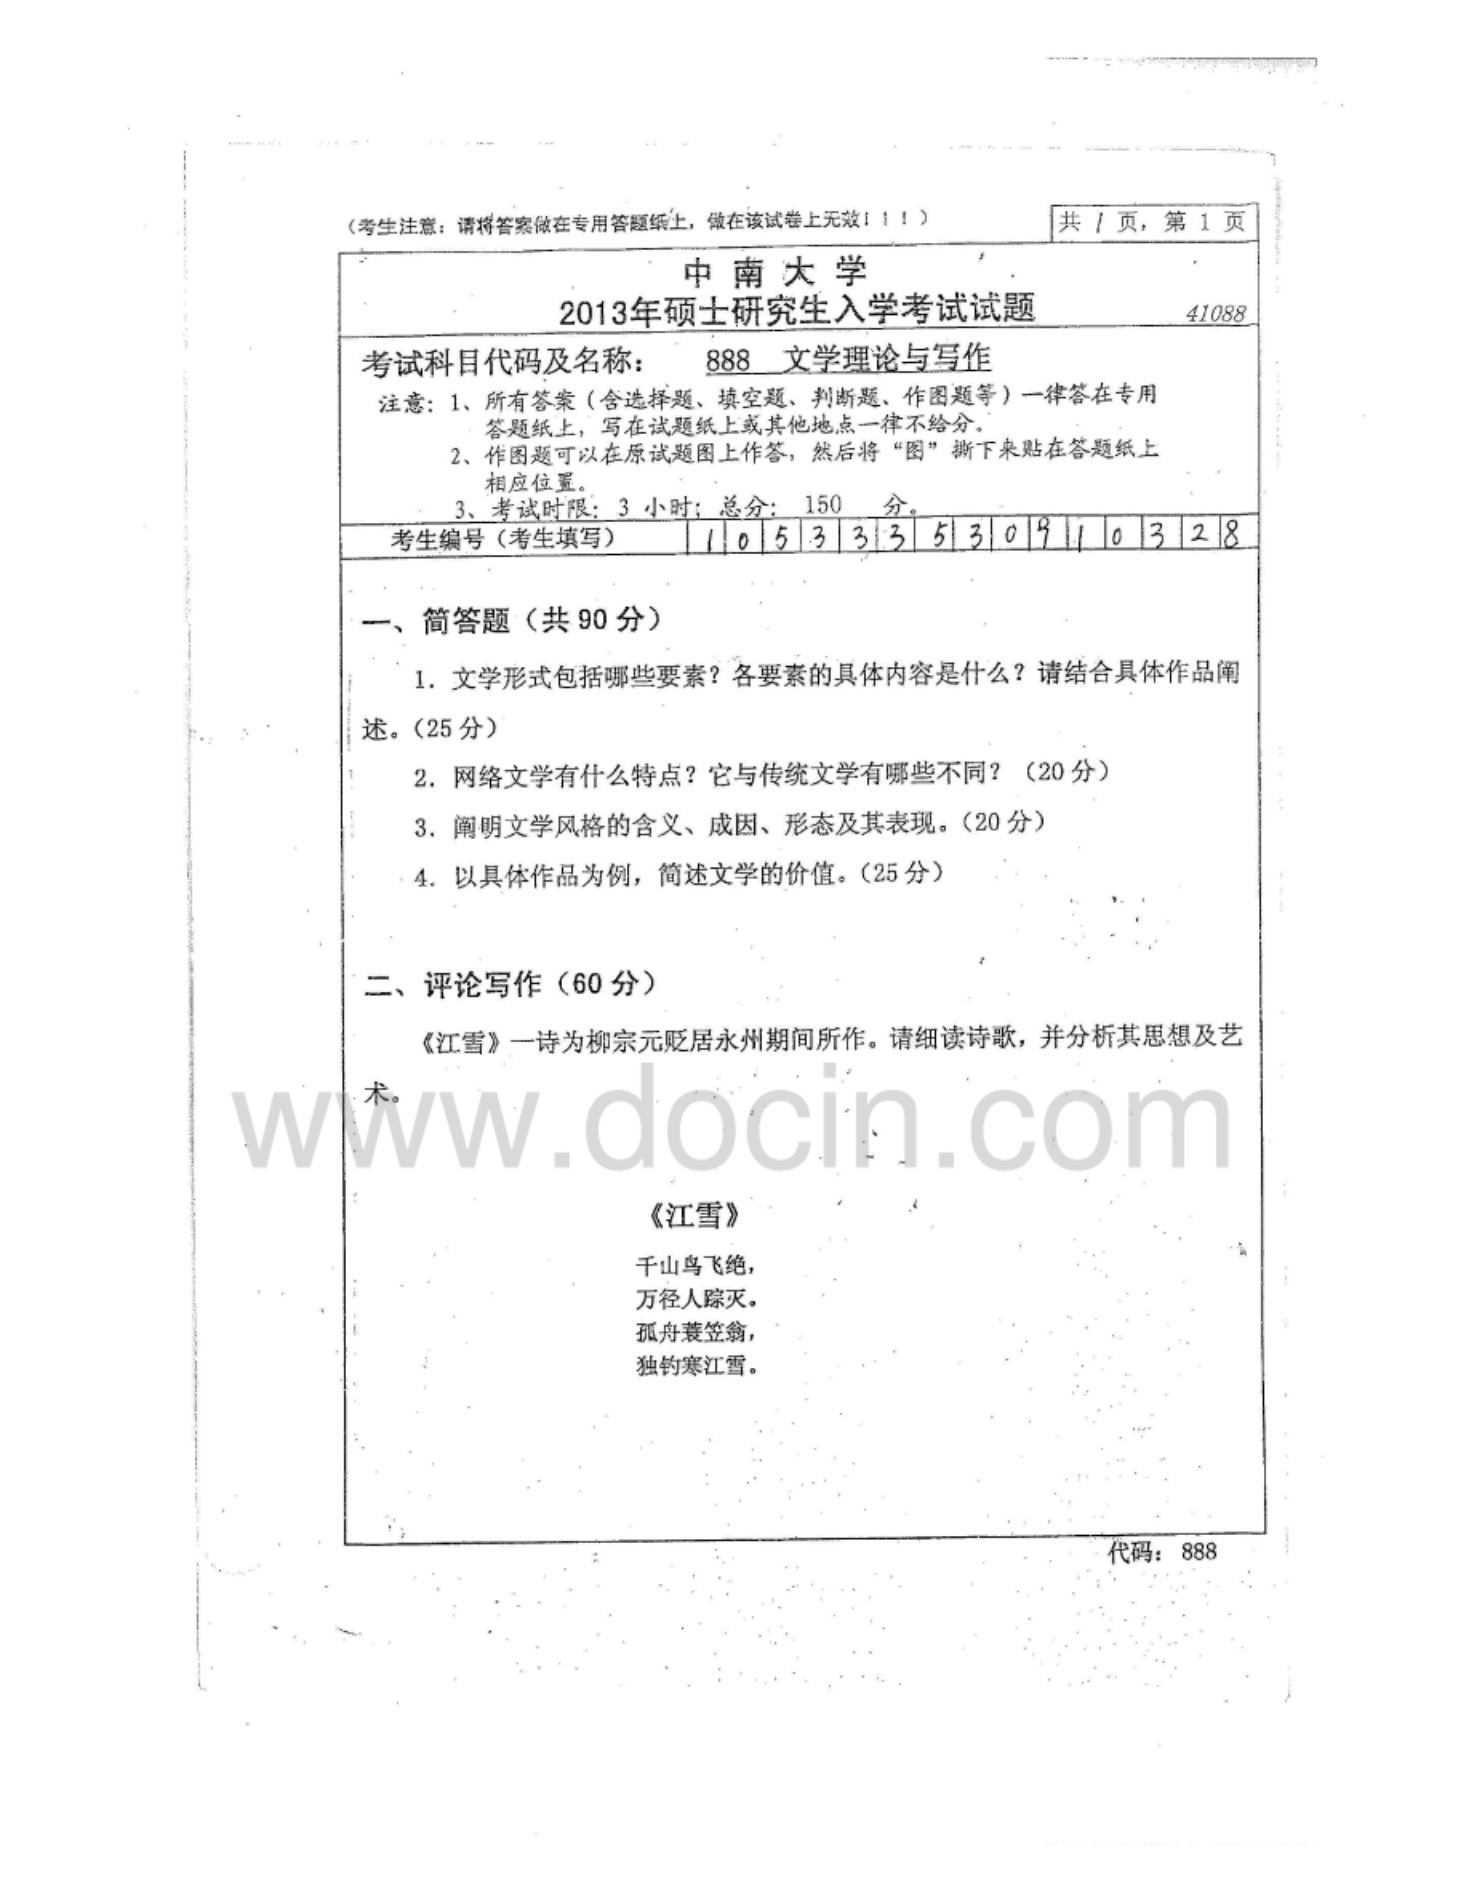 （考生注意：请将答案做在专用答题纸上，做在该试卷上无效！！！）
共 1 页，第 1 页
中 南 大 学
2013年硕士研究生入学考试试题
41088
考试科目代码及名称： 888 文学理论与写作
注意：1、所有答案（含选择题、填空题、判断题、作图题等）一律答在专用
答题纸上，写在试题纸上或其他地点一律不给分。
2、作图题可以在原试题图上作答，然后将“图”撕下来贴在答题纸上
相应位置。
3、考试时限：3 小时；总分： 150 分。
考生编号（考生填写） 1 0 5 3 3 3 5 3 0 9 1 0 3 2 8
一、简答题（共 90 分）
1．文学形式包括哪些要素？各要素的具体内容是什么？请结合具体作品阐
述。（25 分）
2．网络文学有什么特点？它与传统文学有哪些不同？（20 分）
3．阐明文学风格的含义、成因、形态及其表现。（20 分）
4．以具体作品为例，简述文学的价值。（25 分）
二、评论写作（60 分）
《江雪》一诗为柳宗元贬居永州期间所作。请细读诗歌，并分析其思想及艺
术。
www.docin.com
《江雪》
千山鸟飞绝，
万径人踪灭。
孤舟蓑笠翁，
独钓寒江雪。
代码： 888